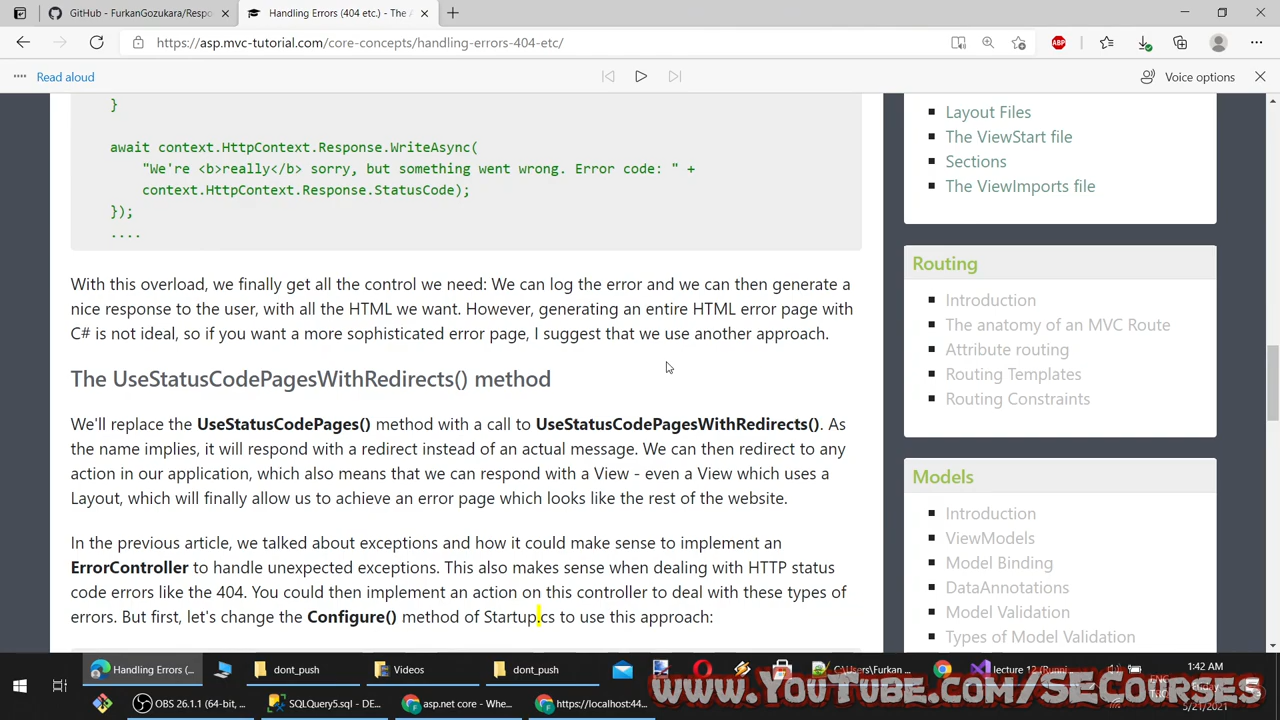 GitHub - FurkanGozukara/Respo
Handling Errors (404 etc.) - The A
https://asp.mvc-tutorial.com/core-concepts/handling-errors-404-etc/
ABP
Read aloud
Voice options
}
await context.HttpContext.Response.WriteAsync(
"We're <b>really</b> sorry, but something went wrong. Error code: " +
context.HttpContext.Response.StatusCode);
});
....
With this overload, we finally get all the control we need: We can log the error and we can then generate a
nice response to the user, with all the HTML we want. However, generating an entire HTML error page with
C# is not ideal, so if you want a more sophisticated error page, I suggest that we use another approach.
The UseStatusCodePagesWithRedirects() method
We'll replace the UseStatusCodePages() method with a call to UseStatusCodePagesWithRedirects(). As
the name implies, it will respond with a redirect instead of an actual message. We can then redirect to any
action in our application, which also means that we can respond with a View - even a View which uses a
Layout, which will finally allow us to achieve an error page which looks like the rest of the website.
In the previous article, we talked about exceptions and how it could make sense to implement an
ErrorController to handle unexpected exceptions. This also makes sense when dealing with HTTP status
code errors like the 404. You could then implement an action on this controller to deal with these types of
errors. But first, let's change the Configure() method of Startup.cs to use this approach:
Layout Files
The ViewStart file
Sections
The ViewImports file
Routing
Introduction
The anatomy of an MVC Route
Attribute routing
Routing Templates
Routing Constraints
Models
Introduction
ViewModels
Model Binding
DataAnnotations
Model Validation
Types of Model Validation
Handling Errors (
dont_push
Videos
dont_push
C:\Users\Furkan
lecture 12 (Runni
1:42 AM
ENG
Friday
5/21/2021
OBS 26.1.1 (64-bit, ...
SQLQuery5.sql - DE...
asp.net core - Whe...
https://localhost:44...
www.YouTube.com/SECourses